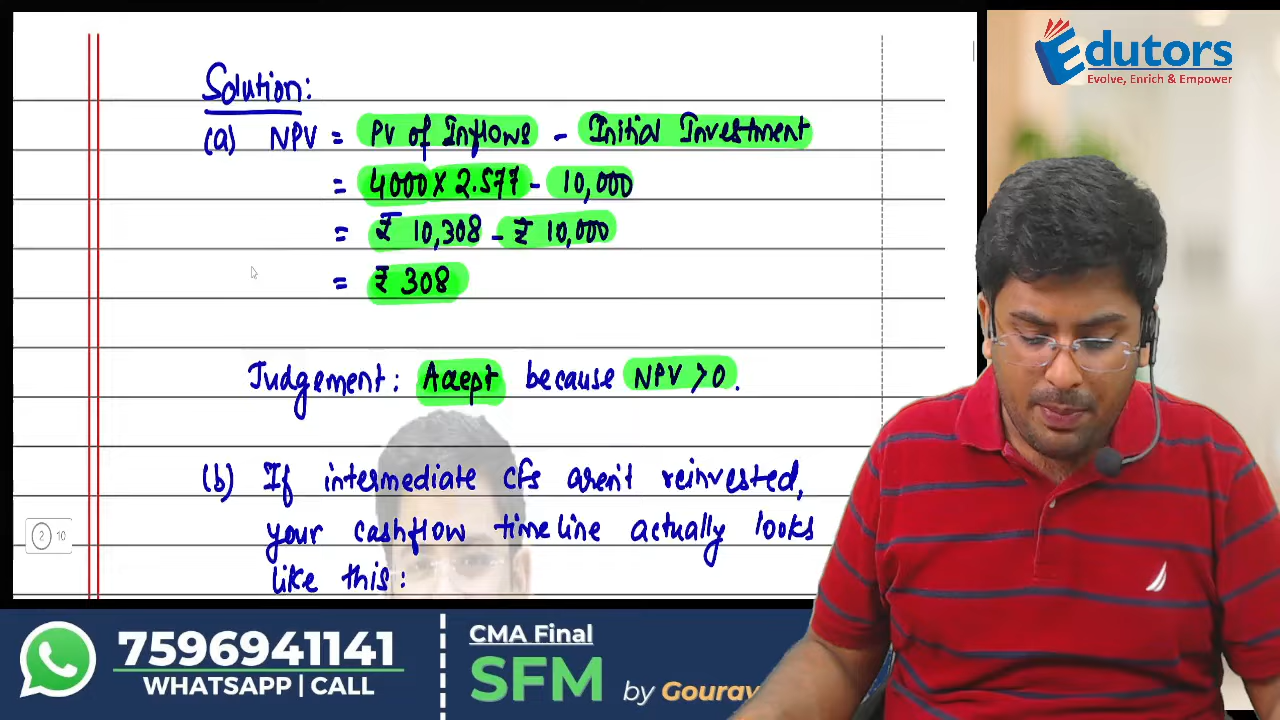 Solution:
(a) NPV = PV of Inflows - Initial Investment
= 4000 × 2.577 - 10,000
= ₹ 10,308 - ₹ 10,000
= ₹ 308
Judgement: Accept because NPV > 0.
(b) If intermediate cfs aren't reinvested,
your cashflow timeline actually looks
like this:
2 10
Edutors
Evolve, Enrich & Empower
7596941141
WHATSAPP | CALL
CMA Final
SFM by Gourav